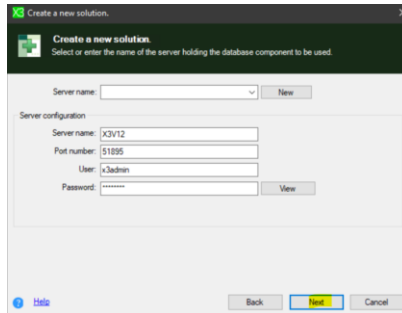 X3 Create a new solution.
Create a new solution.
Select or enter the name of the server holding the database component to be used.
Server name: New
Server configuration
Server name: X3V12
Port number: 51895
User: x3admin
Password: ******** View
? Help Back Next Cancel